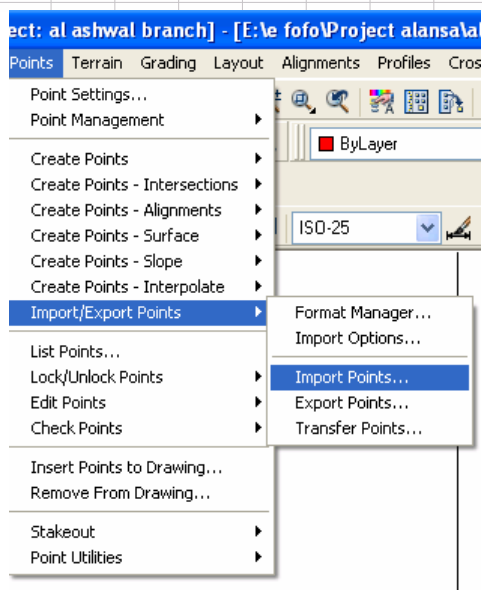 ect: al ashwal branch] - [E:\e fofo\Project alansa\al
Points Terrain Grading Layout Alignments Profiles Cros
Point Settings...
Point Management
ByLayer
Create Points
Create Points - Intersections
Create Points - Alignments
Create Points - Surface
ISO-25
Create Points - Slope
Create Points - Interpolate
Import/Export Points
Format Manager...
Import Options...
Import Points...
Export Points...
Transfer Points...
List Points...
Lock/Unlock Points
Edit Points
Check Points
Insert Points to Drawing...
Remove From Drawing...
Stakeout
Point Utilities